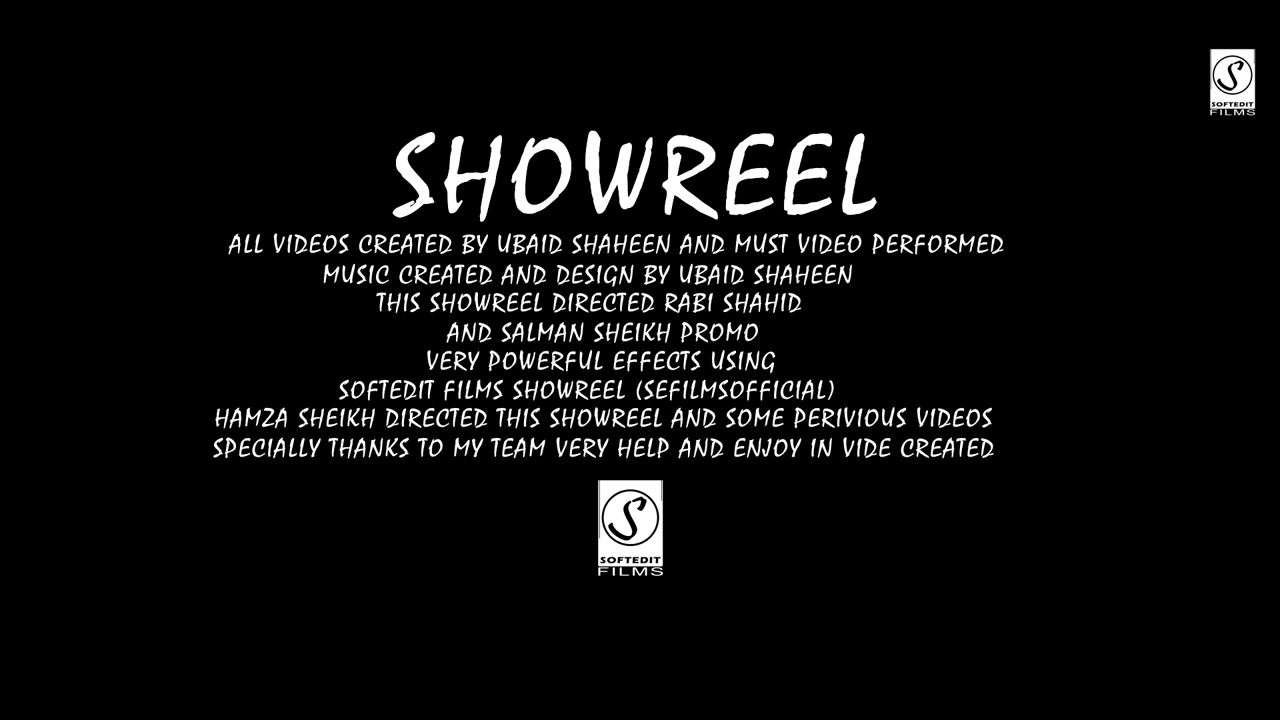 S
SOFTEDIT
FILMS
SHOWREEL
ALL VIDEOS CREATED BY UBAID SHAHEEN AND MUST VIDEO PERFORMED
MUSIC CREATED AND DESIGN BY UBAID SHAHEEN
THIS SHOWREEL DIRECTED RABI SHAHID
AND SALMAN SHEIKH PROMO
VERY POWERFUL EFFECTS USING
SOFTEDIT FILMS SHOWREEL (SEFILMSOFFICIAL)
HAMZA SHEIKH DIRECTED THIS SHOWREEL AND SOME PERIVIOUS VIDEOS
SPECIALLY THANKS TO MY TEAM VERY HELP AND ENJOY IN VIDE CREATED
S
SOFTEDIT
FILMS